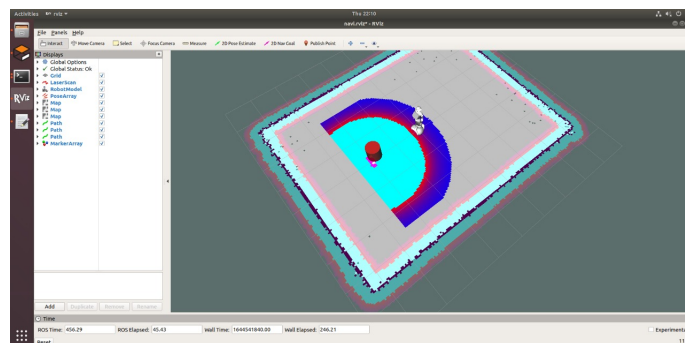 Activities rviz ▾ Thu 22:10
navi.rviz* - RViz
File Panels Help
Interact Move Camera Select Focus Camera Measure 2D Pose Estimate 2D Nav Goal Publish Point
Displays
Global Options
Global Status: Ok
Grid
LaserScan
RobotModel
PoseArray
Map
Map
Map
Path
Path
Path
MarkerArray
RViz
Add Duplicate Remove Rename
Time
ROS Time: 456.29 ROS Elapsed: 45.43 Wall Time: 1644541840.00 Wall Elapsed: 246.21 Experimenta
Reset